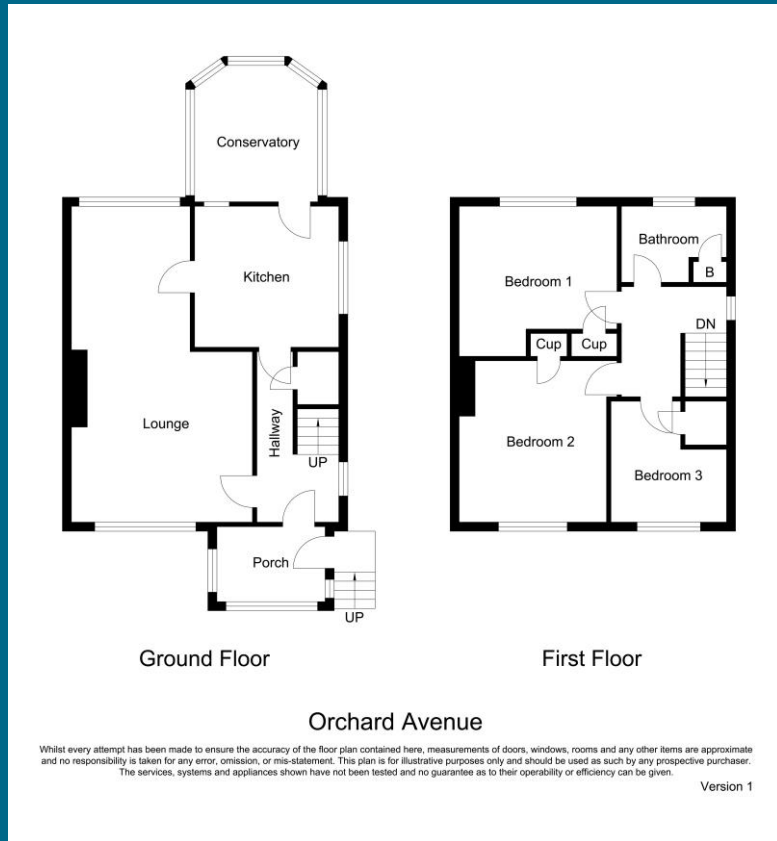 Conservatory
Kitchen
Lounge
Hallway
UP
Porch
UP
Ground Floor
Bathroom
B
Bedroom 1
DN
Cup
Cup
Bedroom 2
Bedroom 3
First Floor
Orchard Avenue
Whilst every attempt has been made to ensure the accuracy of the floor plan contained here, measurements of doors, windows, rooms and any other items are approximate
and no responsibility is taken for any error, omission, or mis-statement. This plan is for illustrative purposes only and should be used as such by any prospective purchaser.
The services, systems and appliances shown have not been tested and no guarantee as to their operability or efficiency can be given.
Version 1